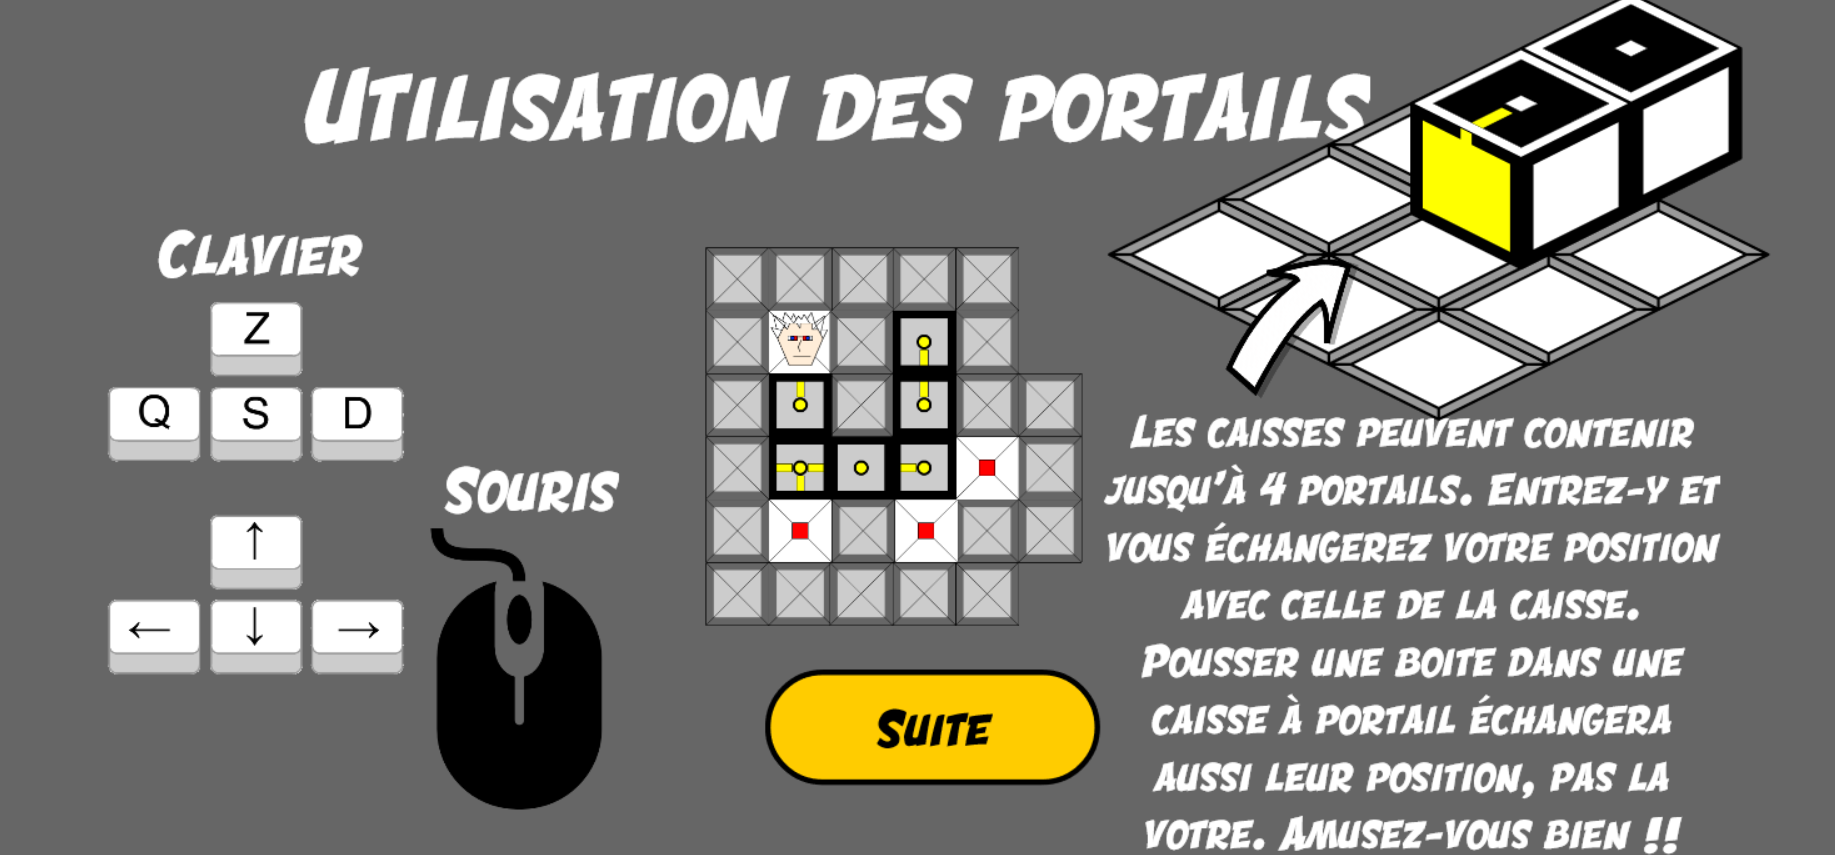 Utilisation des portails
Clavier
Z
Q S D
Souris
↑
← ↓ →
Suite
Les caisses peuvent contenir
jusqu'à 4 portails. Entrez-y et
vous échangerez votre position
avec celle de la caisse.
Pousser une boite dans une
caisse à portail échangera
aussi leur position, pas la
votre. Amusez-vous bien !!